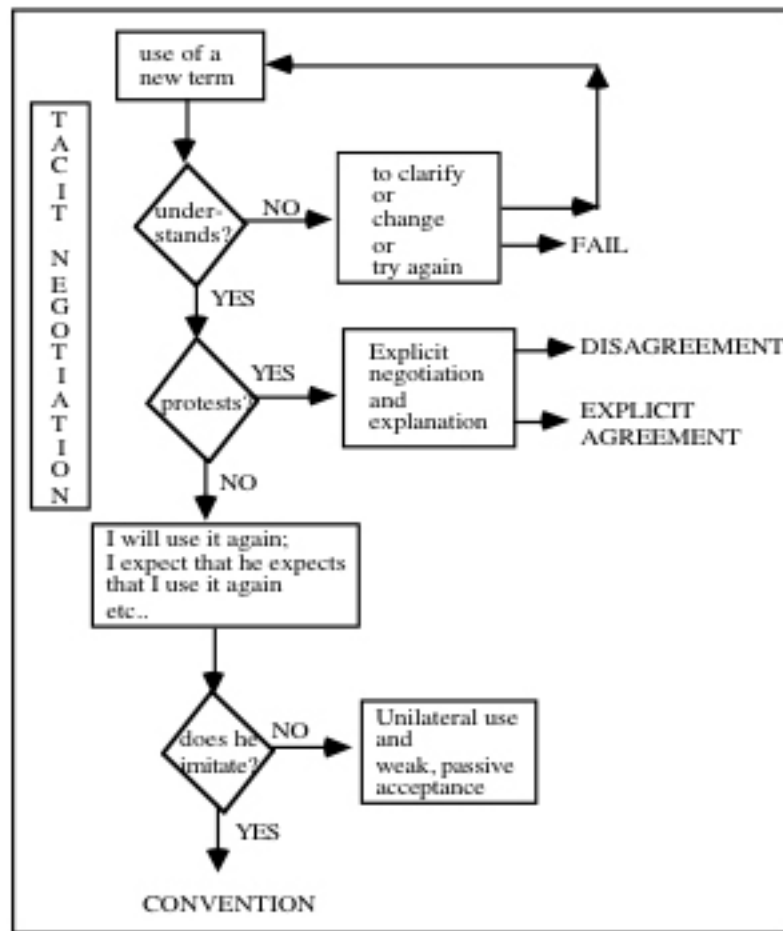 use of a
new term
TACIT NEGOTIATION
under-
stands?
NO
to clarify
or
change
or
try again
FAIL
YES
protests?
YES
Explicit
negotiation
and
explanation
DISAGREEMENT
EXPLICIT
AGREEMENT
NO
I will use it again;
I expect that he expects
that I use it again
etc..
does he
imitate?
NO
Unilateral use
and
weak, passive
acceptance
YES
CONVENTION